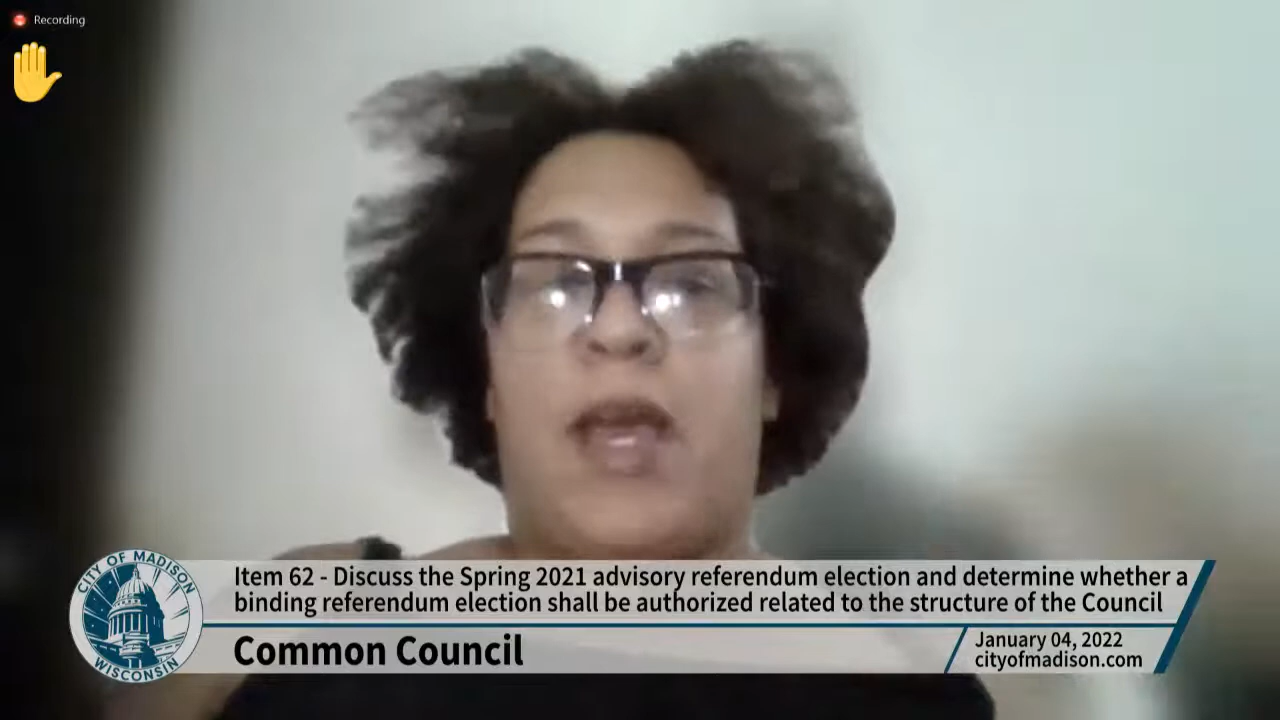 Recording
Item 62 - Discuss the Spring 2021 advisory referendum election and determine whether a
binding referendum election shall be authorized related to the structure of the Council
Common Council
January 04, 2022
cityofmadison.com
CITY OF MADISON
WISCONSIN